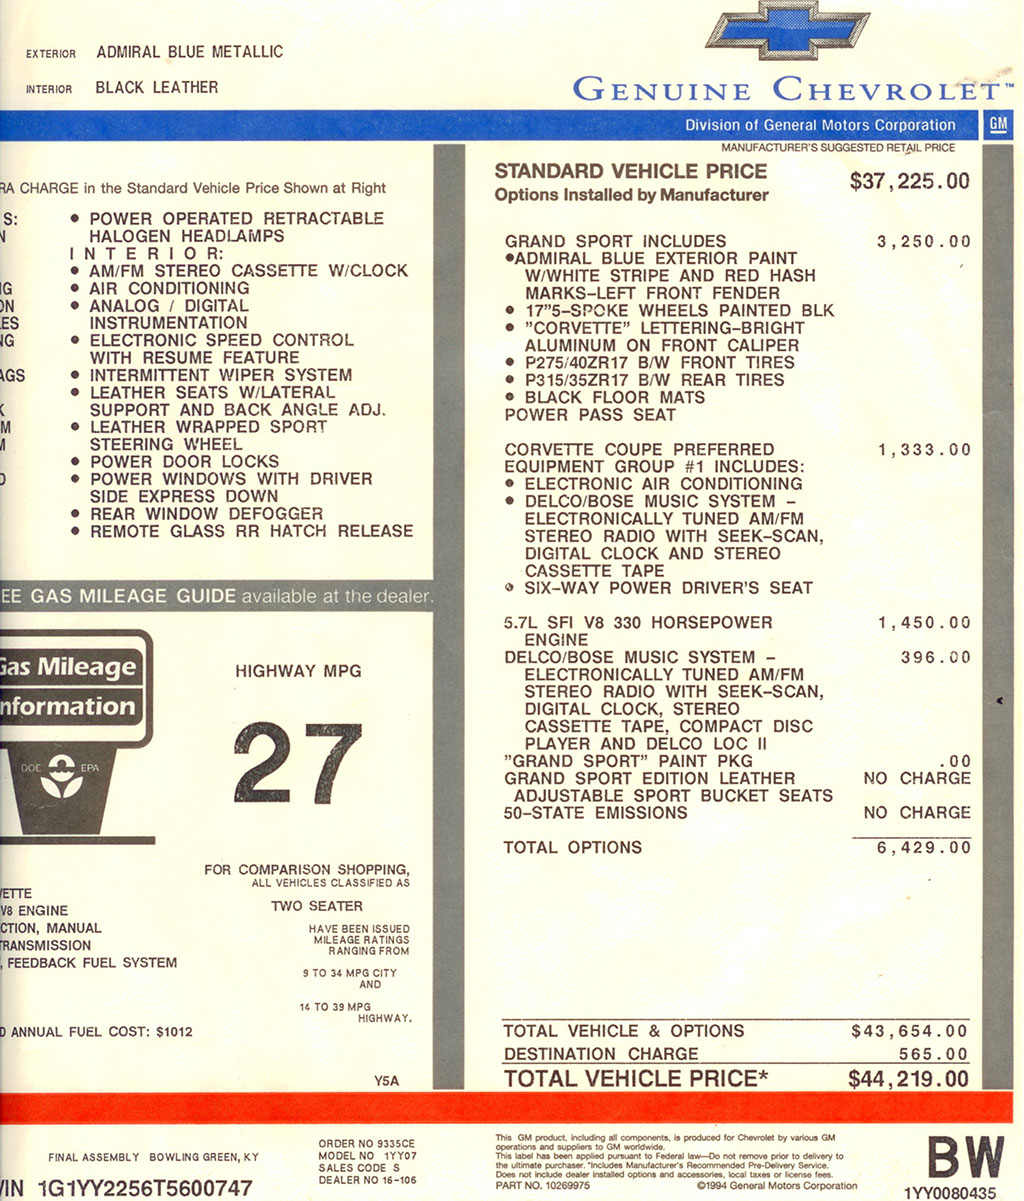 EXTERIOR ADMIRAL BLUE METALLIC
INTERIOR BLACK LEATHER
GENUINE CHEVROLET™
Division of General Motors Corporation GM
MANUFACTURER'S SUGGESTED RETAIL PRICE
CHARGE in the Standard Vehicle Price Shown at Right
S:
● POWER OPERATED RETRACTABLE
HALOGEN HEADLAMPS
INTERIOR:
● AM/FM STEREO CASSETTE W/CLOCK
● AIR CONDITIONING
● ANALOG / DIGITAL
INSTRUMENTATION
● ELECTRONIC SPEED CONTROL
WITH RESUME FEATURE
● INTERMITTENT WIPER SYSTEM
● LEATHER SEATS W/LATERAL
SUPPORT AND BACK ANGLE ADJ.
● LEATHER WRAPPED SPORT
STEERING WHEEL
● POWER DOOR LOCKS
● POWER WINDOWS WITH DRIVER
SIDE EXPRESS DOWN
● REAR WINDOW DEFOGGER
● REMOTE GLASS RR HATCH RELEASE
EE GAS MILEAGE GUIDE available at the dealer.
Gas Mileage
nformation
DOE EPA
HIGHWAY MPG
27
FOR COMPARISON SHOPPING,
ALL VEHICLES CLASSIFIED AS
TWO SEATER
HAVE BEEN ISSUED
MILEAGE RATINGS
RANGING FROM
9 TO 34 MPG CITY
AND
14 TO 39 MPG
HIGHWAY.
VETTE
V8 ENGINE
CTION, MANUAL
TRANSMISSION
, FEEDBACK FUEL SYSTEM
D ANNUAL FUEL COST: $1012
Y5A
STANDARD VEHICLE PRICE $37,225.00
Options Installed by Manufacturer
GRAND SPORT INCLUDES 3,250.00
●ADMIRAL BLUE EXTERIOR PAINT
W/WHITE STRIPE AND RED HASH
MARKS-LEFT FRONT FENDER
● 17"5-SPOKE WHEELS PAINTED BLK
● "CORVETTE" LETTERING-BRIGHT
ALUMINUM ON FRONT CALIPER
● P275/40ZR17 B/W FRONT TIRES
● P315/35ZR17 B/W REAR TIRES
● BLACK FLOOR MATS
POWER PASS SEAT
CORVETTE COUPE PREFERRED 1,333.00
EQUIPMENT GROUP #1 INCLUDES:
● ELECTRONIC AIR CONDITIONING
● DELCO/BOSE MUSIC SYSTEM -
ELECTRONICALLY TUNED AM/FM
STEREO RADIO WITH SEEK-SCAN,
DIGITAL CLOCK AND STEREO
CASSETTE TAPE
● SIX-WAY POWER DRIVER'S SEAT
5.7L SFI V8 330 HORSEPOWER 1,450.00
ENGINE
DELCO/BOSE MUSIC SYSTEM - 396.00
ELECTRONICALLY TUNED AM/FM
STEREO RADIO WITH SEEK-SCAN,
DIGITAL CLOCK, STEREO
CASSETTE TAPE, COMPACT DISC
PLAYER AND DELCO LOC II
"GRAND SPORT" PAINT PKG .00
GRAND SPORT EDITION LEATHER NO CHARGE
ADJUSTABLE SPORT BUCKET SEATS
50-STATE EMISSIONS NO CHARGE
TOTAL OPTIONS 6,429.00
TOTAL VEHICLE & OPTIONS $43,654.00
DESTINATION CHARGE 565.00
TOTAL VEHICLE PRICE* $44,219.00
FINAL ASSEMBLY BOWLING GREEN, KY
VIN 1G1YY2256T5600747
ORDER NO 9335CE
MODEL NO 1YY07
SALES CODE S
DEALER NO 16-106
This GM product, including all components, is produced for Chevrolet by various GM
operations and suppliers to GM worldwide.
This label has been applied pursuant to Federal law—Do not remove prior to delivery to
the ultimate purchaser. *Includes Manufacturer's Recommended Pre-Delivery Service.
Does not include dealer installed options and accessories, local taxes or license fees.
PART NO. 10269975 ©1994 General Motors Corporation
BW
1YY0080435